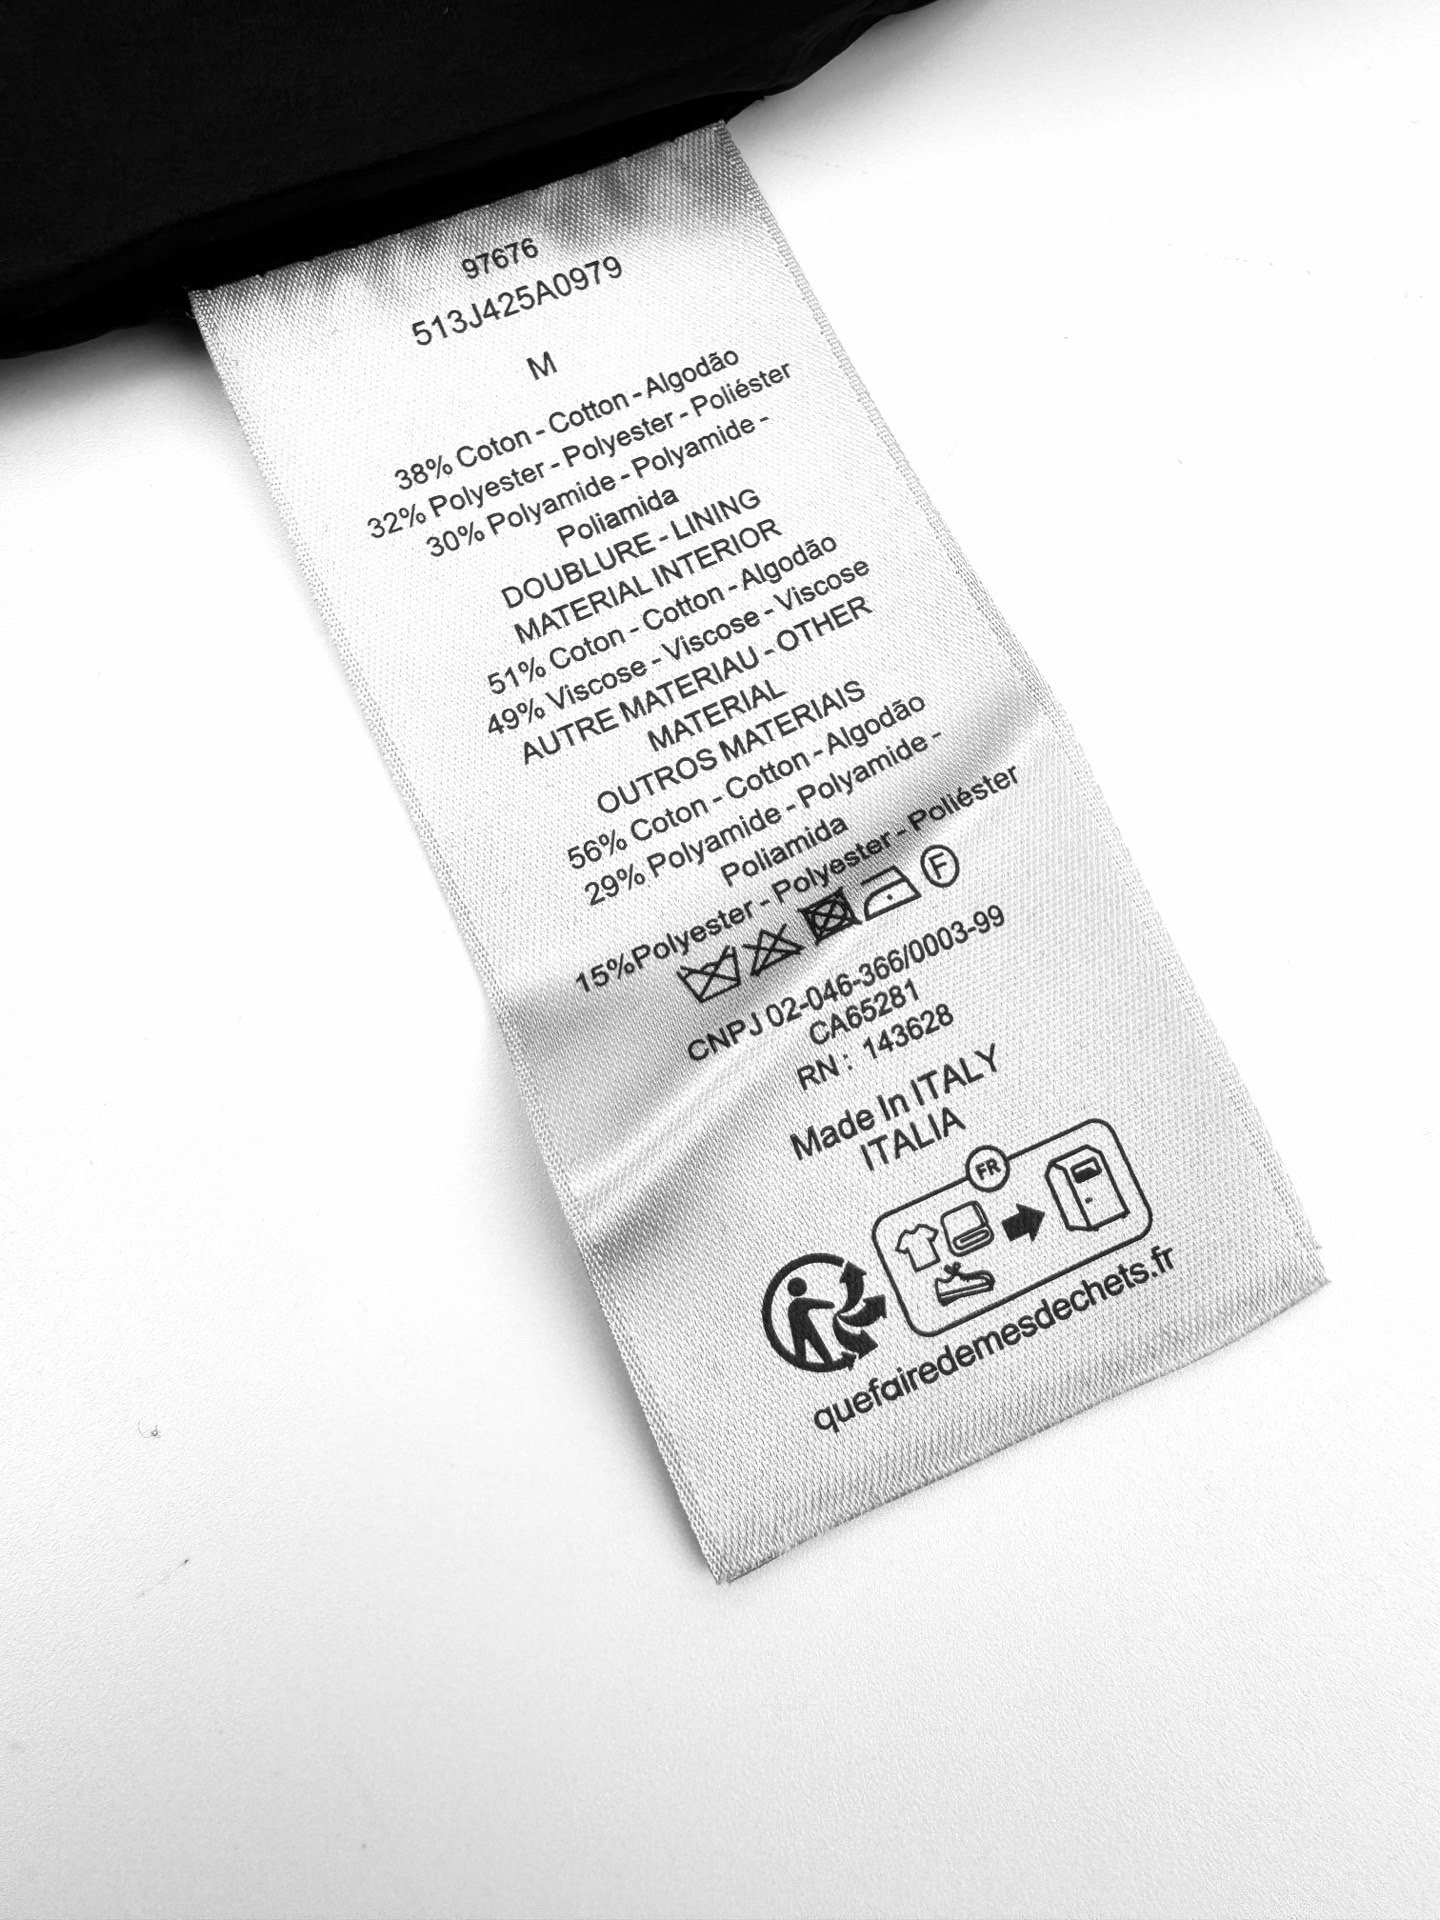 97676
513J425A0979
M
38% Coton - Cotton - Algodão
32% Polyester - Polyester - Poliéster
30% Polyamide - Polyamide -
Poliamida
DOUBLURE - LINING
MATERIAL INTERIOR
51% Coton - Cotton - Algodão
49% Viscose - Viscose - Viscose
AUTRE MATERIAU - OTHER
MATERIAL
OUTROS MATERIAIS
56% Coton - Cotton - Algodão
29% Polyamide - Polyamide -
Poliamida
15%Polyester - Polyester - Poliéster
F
CNPJ 02-046-366/0003-99
CA65281
RN : 143628
Made In ITALY
ITALIA
FR
quefairedemesdechets.fr